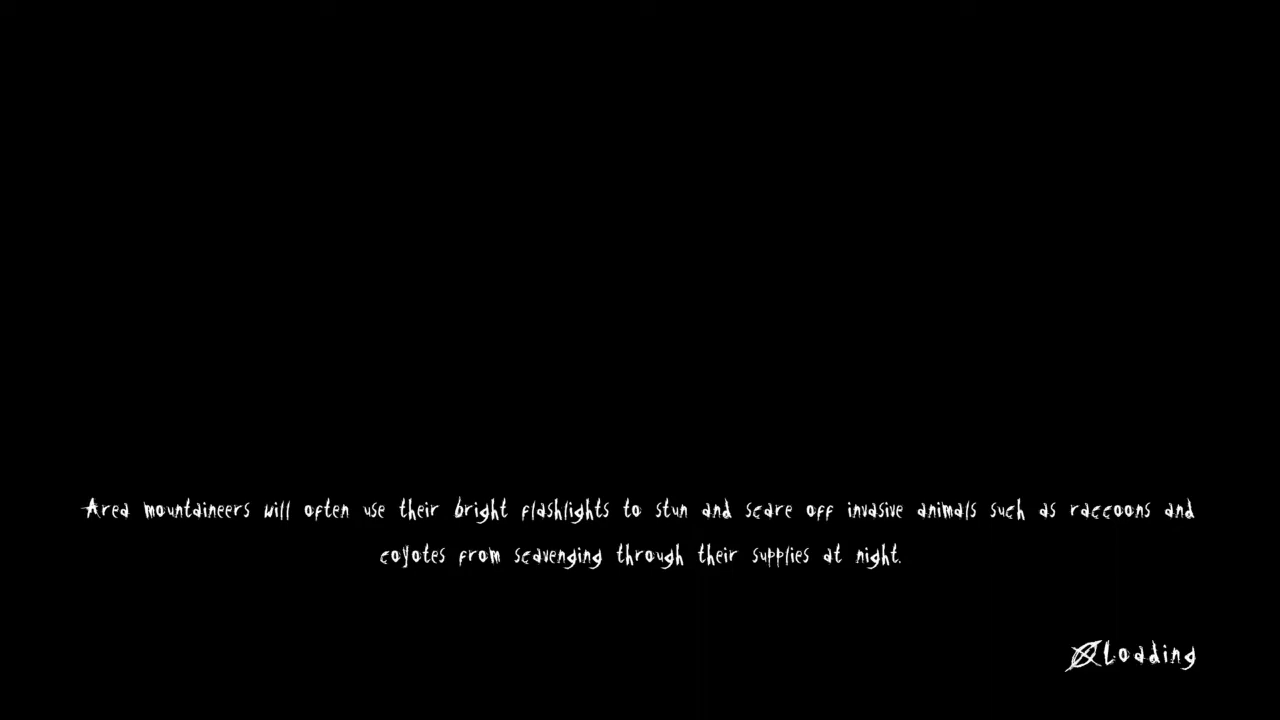 Area mountaineers will often use their bright flashlights to stun and scare off invasive animals such as raccoons and
coyotes from scavenging through their supplies at night.
Loading